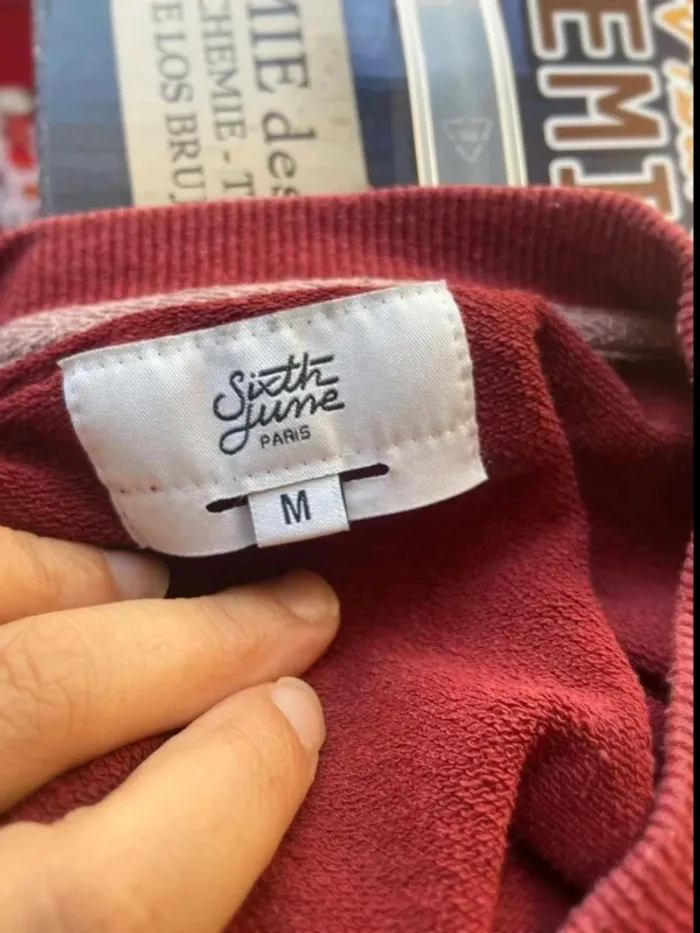 MIE des
CHEMIE - T
E LOS BRU
EMI
Sixth
June
PARIS
M